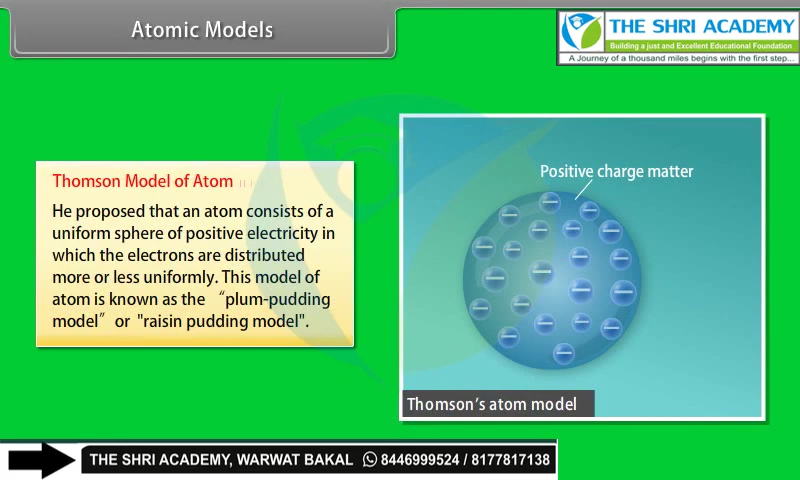 Atomic Models
THE SHRI ACADEMY
Building a just and Excellent Educational Foundation
A Journey of a thousand miles begins with the first step...
Thomson Model of Atom
He proposed that an atom consists of a
uniform sphere of positive electricity in
which the electrons are distributed
more or less uniformly. This model of
atom is known as the “plum-pudding
model” or "raisin pudding model".
Positive charge matter
Thomson's atom model
THE SHRI ACADEMY, WARWAT BAKAL 8446999524 / 8177817138